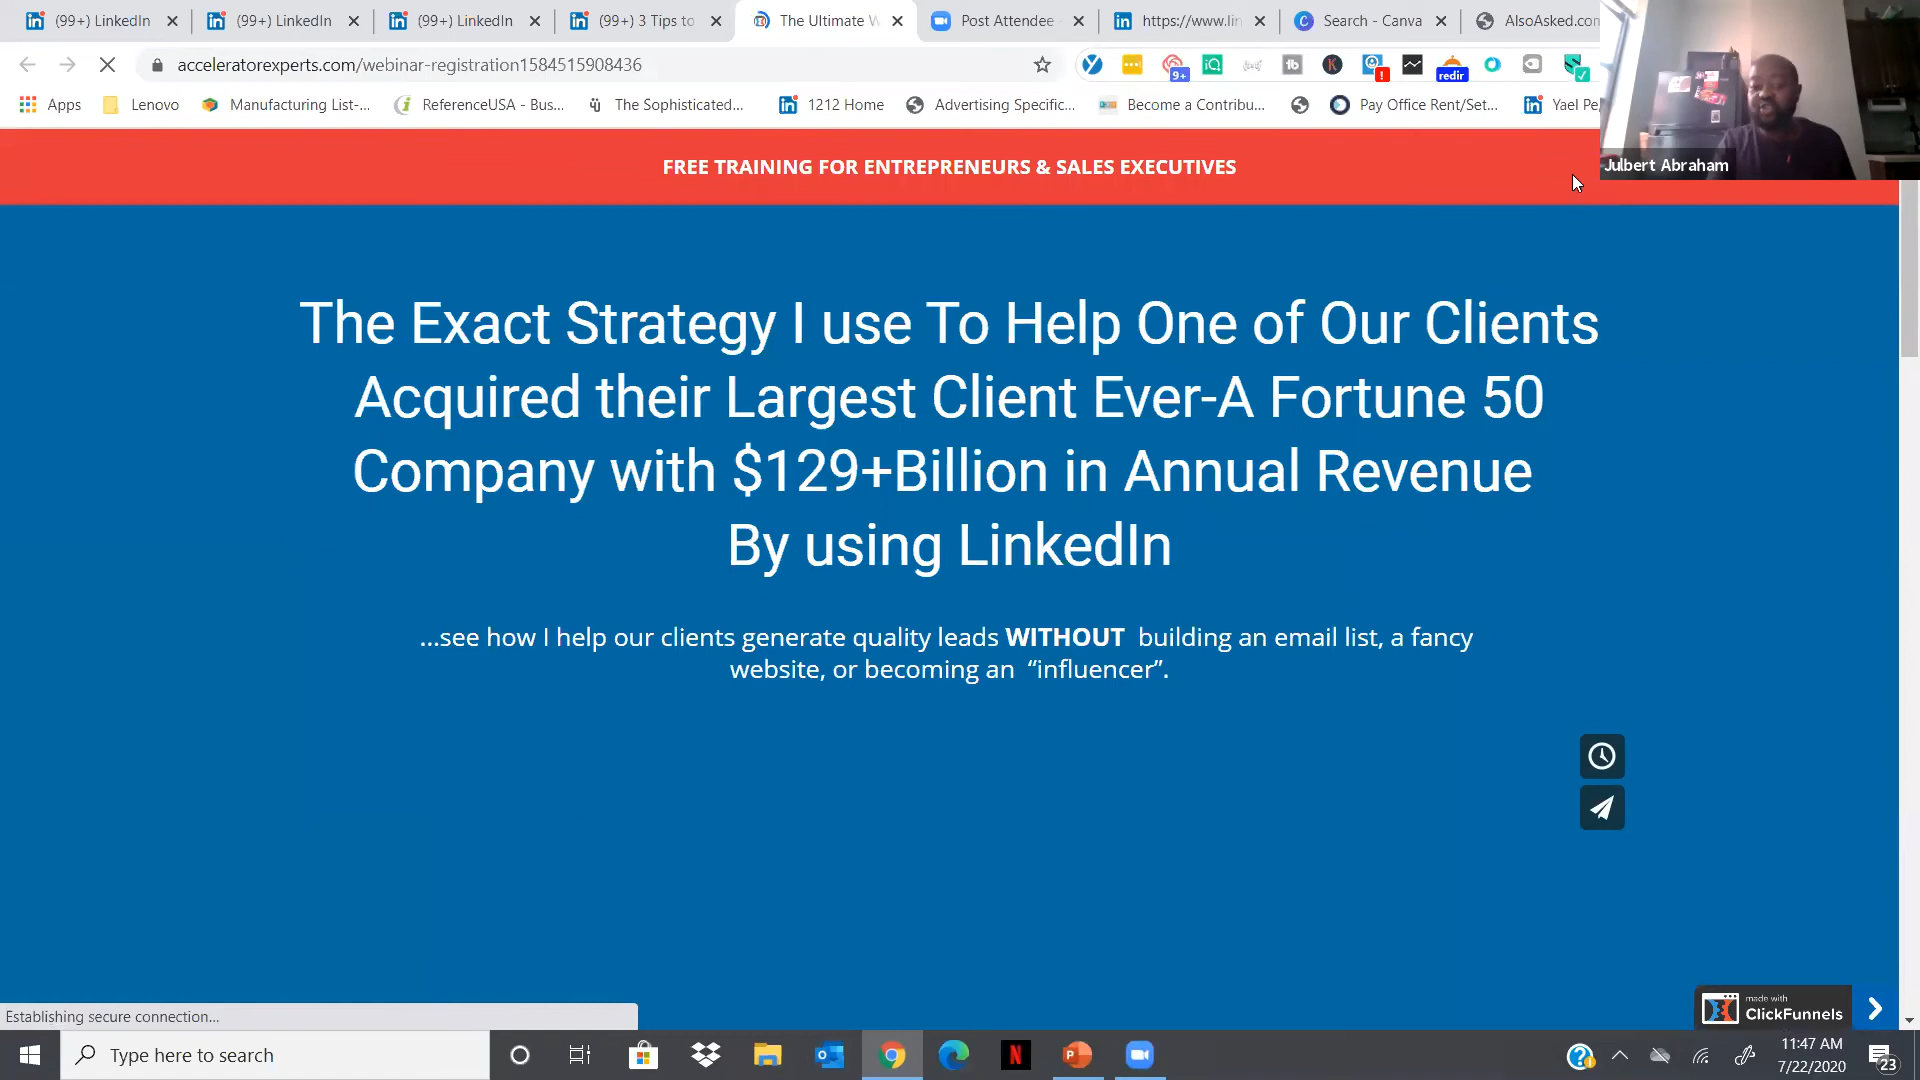 (99+) LinkedIn
(99+) LinkedIn
(99+) LinkedIn
(99+) 3 Tips to
The Ultimate W
Post Attendee
https://www.lin
Search - Canva
AlsoAsked.com
acceleratorexperts.com/webinar-registration1584515908436
9+
redir
Apps
Lenovo
Manufacturing List-...
ReferenceUSA - Bus...
The Sophisticated...
1212 Home
Advertising Specific...
Become a Contribu...
Pay Office Rent/Set...
Yael Pe
Julbert Abraham
FREE TRAINING FOR ENTREPRENEURS & SALES EXECUTIVES
The Exact Strategy I use To Help One of Our Clients
Acquired their Largest Client Ever-A Fortune 50
Company with $129+Billion in Annual Revenue
By using LinkedIn
...see how I help our clients generate quality leads WITHOUT building an email list, a fancy
website, or becoming an “influencer”.
made with
ClickFunnels
Establishing secure connection...
Type here to search
11:47 AM
7/22/2020
23